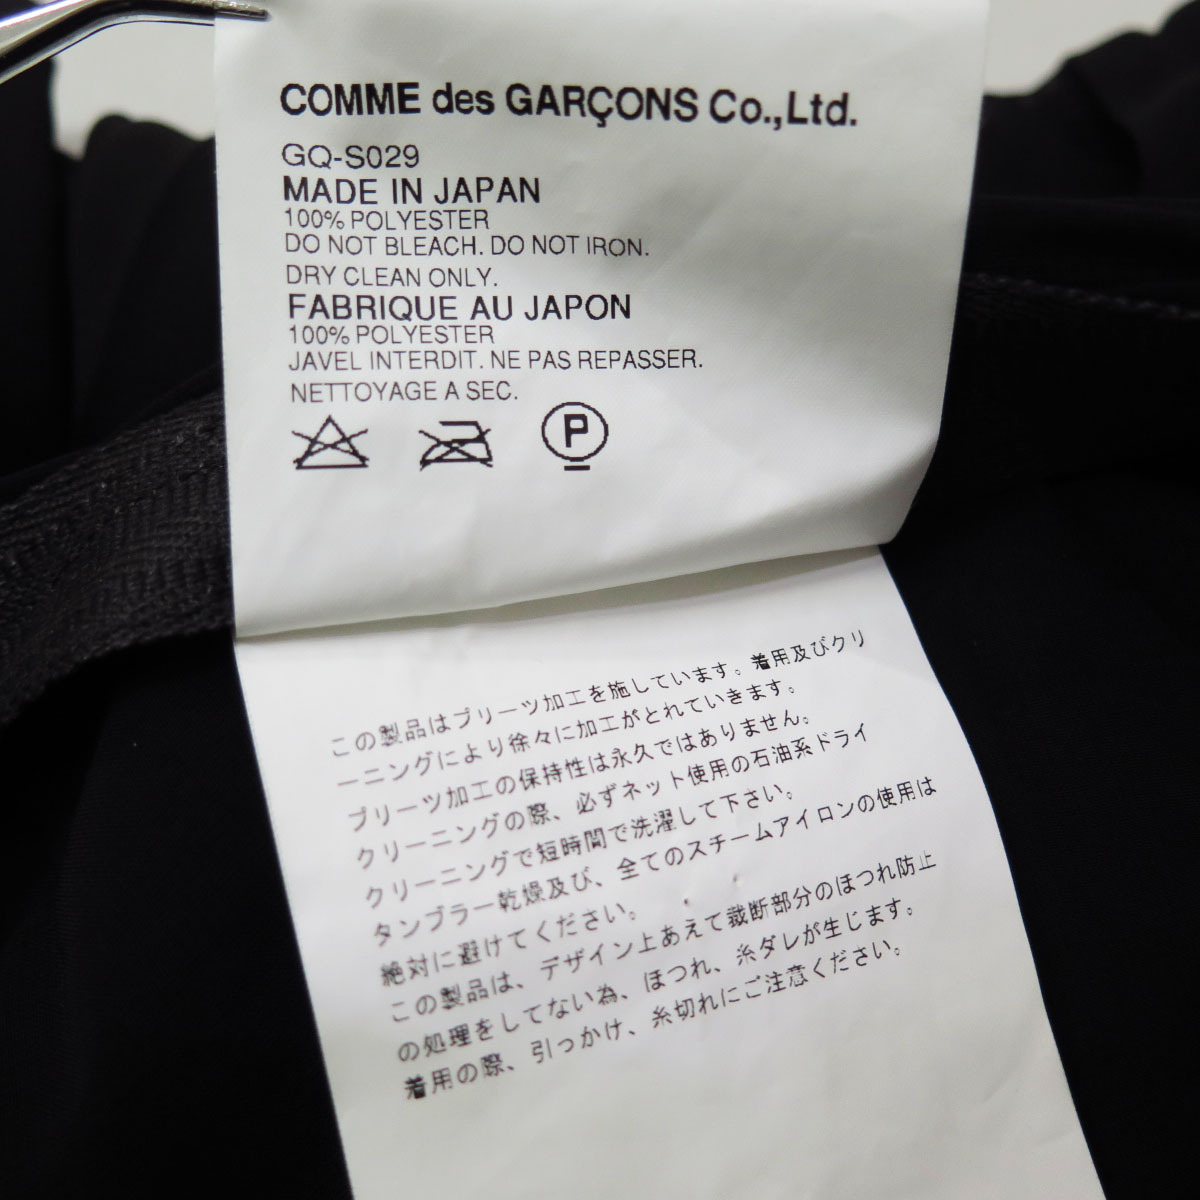 COMME des GARÇONS Co.,Ltd.
GQ-S029
MADE IN JAPAN
100% POLYESTER
DO NOT BLEACH. DO NOT IRON.
DRY CLEAN ONLY.
FABRIQUE AU JAPON
100% POLYESTER
JAVEL INTERDIT. NE PAS REPASSER.
NETTOYAGE A SEC.
P
この製品はプリーツ加工を施しています。着用及びクリ
ーニングにより徐々に加工がとれていきます。
プリーツ加工の保持性は永久ではありません。
クリーニングの際、必ずネット使用の石油系ドライ
クリーニングで短時間で洗濯して下さい。
タンブラー乾燥及び、全てのスチームアイロンの使用は
絶対に避けてください。
この製品は、デザイン上あえて裁断部分のほつれ防止
の処理をしてない為、ほつれ、糸ダレが生じます。
着用の際、引っかけ、糸切れにご注意ください。